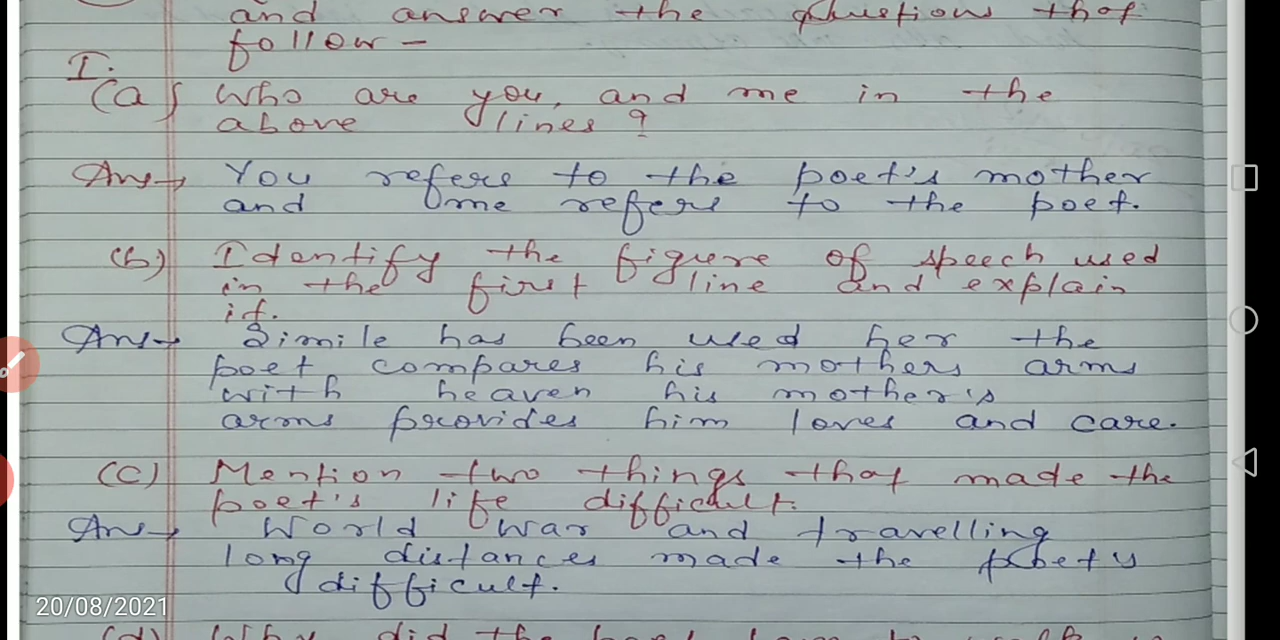 and answer the questions that
follow-
I.
(a) Who are you, and me in the
above lines?
Ans→ You refers to the poet's mother
and me refers to the poet.
(b) Identify the figure of speech used
in the first line and explain
it.
Ans→ Simile has been used her the
poet compares his mothers arms
with heaven his mother's
arms provides him loves and care.
(c) Mention two things that made the
poet's life difficult.
Ans→ World war and travelling
long distances made the
difficult.
20/08/2021
(d) Why did the